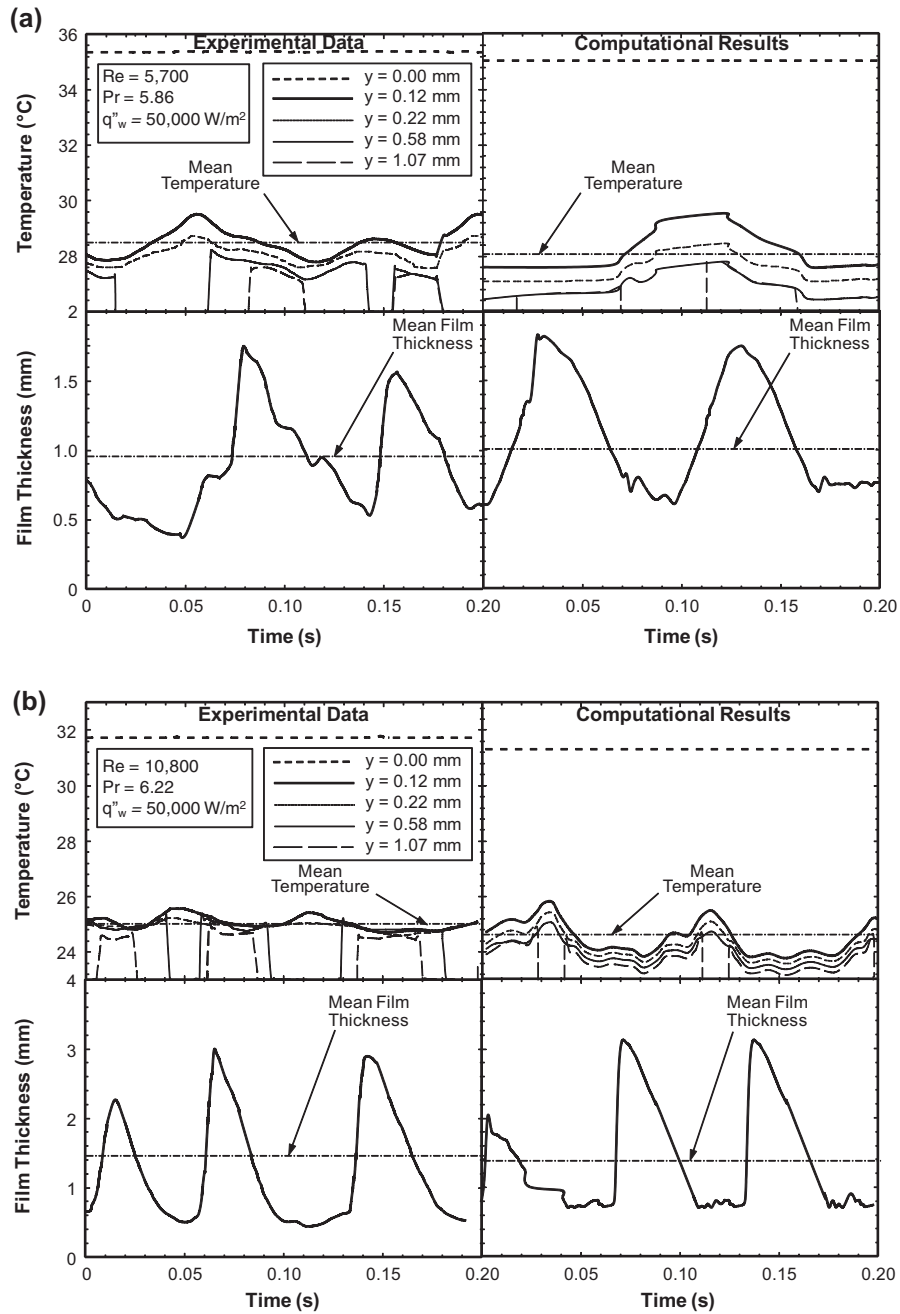 (a)
Experimental Data
Computational Results
Re = 5,700
Pr = 5.86
q"w = 50,000 W/m²
y = 0.00 mm
y = 0.12 mm
y = 0.22 mm
y = 0.58 mm
y = 1.07 mm
Mean
Temperature
Mean
Temperature
36
34
32
30
28
2
Temperature (°C)
Mean Film
Thickness
Mean Film
Thickness
1.5
1.0
0.5
0
Film Thickness (mm)
0
0.05
0.10
0.15
0.20
0.05
0.10
0.15
0.20
Time (s)
Time (s)
(b)
Experimental Data
Computational Results
Re = 10,800
Pr = 6.22
q"w = 50,000 W/m²
y = 0.00 mm
y = 0.12 mm
y = 0.22 mm
y = 0.58 mm
y = 1.07 mm
Mean
Temperature
Mean
Temperature
32
30
28
26
24
4
Temperature (°C)
Mean Film
Thickness
Mean Film
Thickness
3
2
1
0
Film Thickness (mm)
0
0.05
0.10
0.15
0.20
0.05
0.10
0.15
0.20
Time (s)
Time (s)